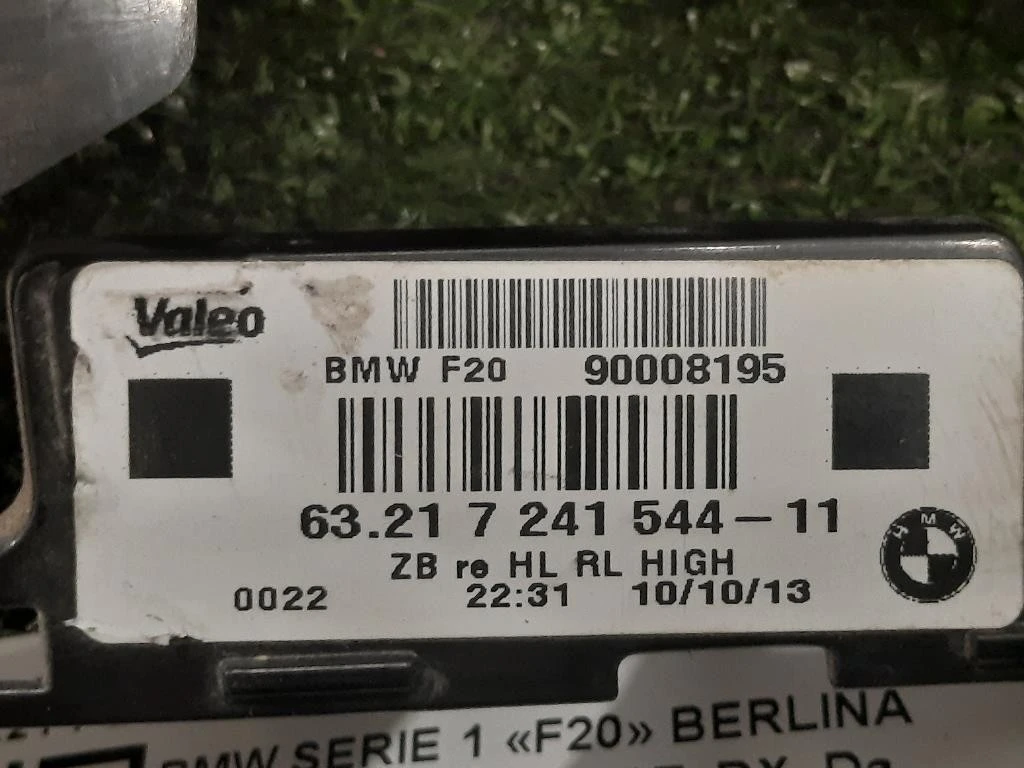 Valeo
BMW F20 90008195
63.21 7 241 544-11
BMW
ZB re HL RL HIGH
0022 22:31 10/10/13
BMW SERIE 1 «F20» BERLINA
DX